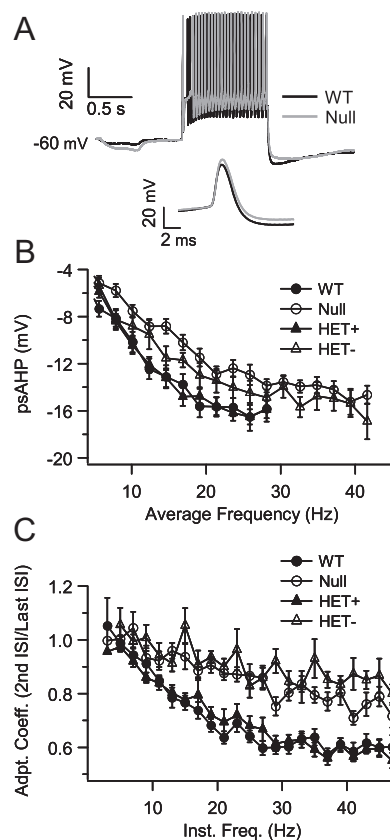 A
20 mV
0.5 s
WT
Null
-60 mV
20 mV
2 ms
B
-4
-8
-12
-16
-20
psAHP (mV)
WT
Null
HET+
HET-
10
20
30
40
Average Frequency (Hz)
C
1.2
1.0
0.8
0.6
Adpt. Coeff. (2nd ISI/Last ISI)
WT
Null
HET+
HET-
10
20
30
40
Inst. Freq. (Hz)